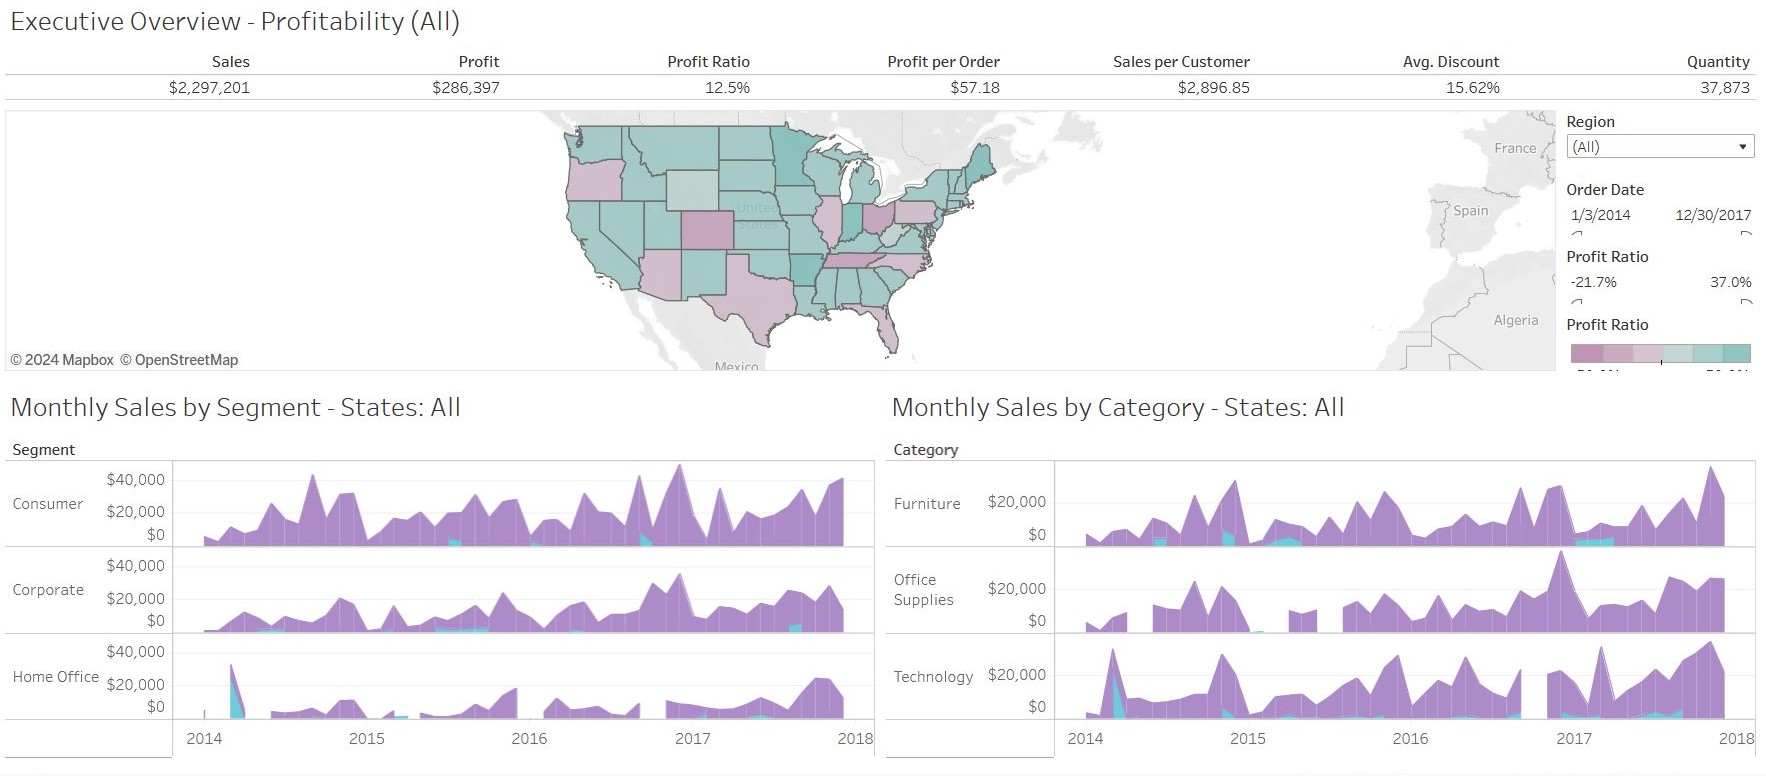 Executive Overview - Profitability (All)
Sales Profit Profit Ratio Profit per Order Sales per Customer Avg. Discount Quantity
$2,297,201 $286,397 12.5% $57.18 $2,896.85 15.62% 37,873
United
States
Mexico
France
Spain
Algeria
© 2024 Mapbox © OpenStreetMap
Region
(All)
Order Date
1/3/2014 12/30/2017
Profit Ratio
-21.7% 37.0%
Profit Ratio
Monthly Sales by Segment - States: All
Segment
Consumer
$40,000
$20,000
$0
Corporate
$40,000
$20,000
$0
Home Office
$40,000
$20,000
$0
2014 2015 2016 2017 2018
Monthly Sales by Category - States: All
Category
Furniture
$20,000
$0
Office
Supplies
$20,000
$0
Technology
$20,000
$0
2014 2015 2016 2017 2018